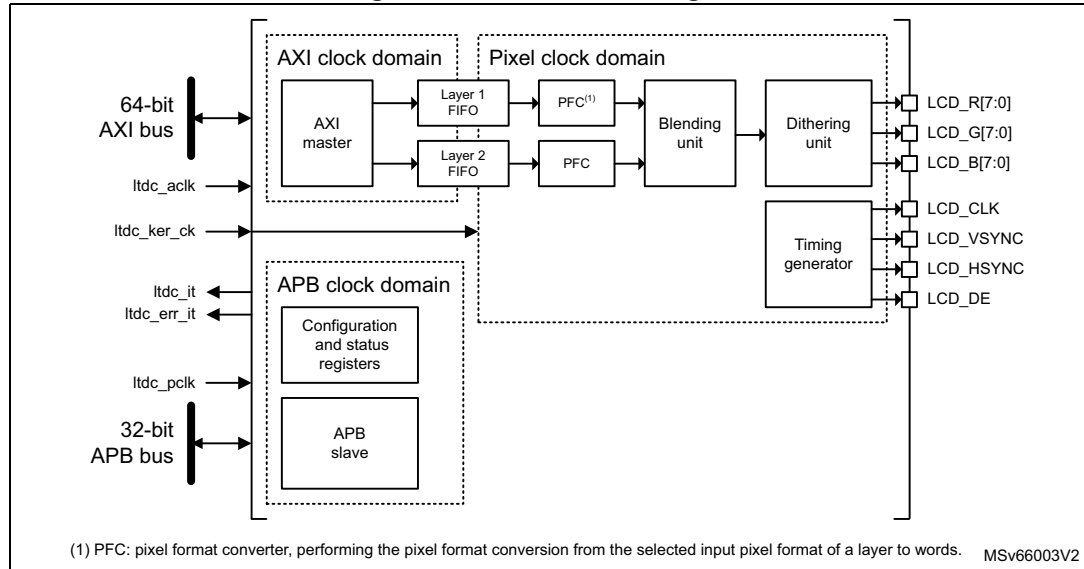 AXI clock domain
Pixel clock domain
64-bit
AXI bus
AXI
master
Layer 1
FIFO
PFC(1)
Layer 2
FIFO
PFC
Blending
unit
Dithering
unit
LCD_R[7:0]
LCD_G[7:0]
LCD_B[7:0]
ltdc_aclk
ltdc_ker_ck
Timing
generator
LCD_CLK
LCD_VSYNC
LCD_HSYNC
LCD_DE
ltdc_it
ltdc_err_it
APB clock domain
Configuration
and status
registers
ltdc_pclk
32-bit
APB bus
APB
slave
(1) PFC: pixel format converter, performing the pixel format conversion from the selected input pixel format of a layer to words.
MSv66003V2